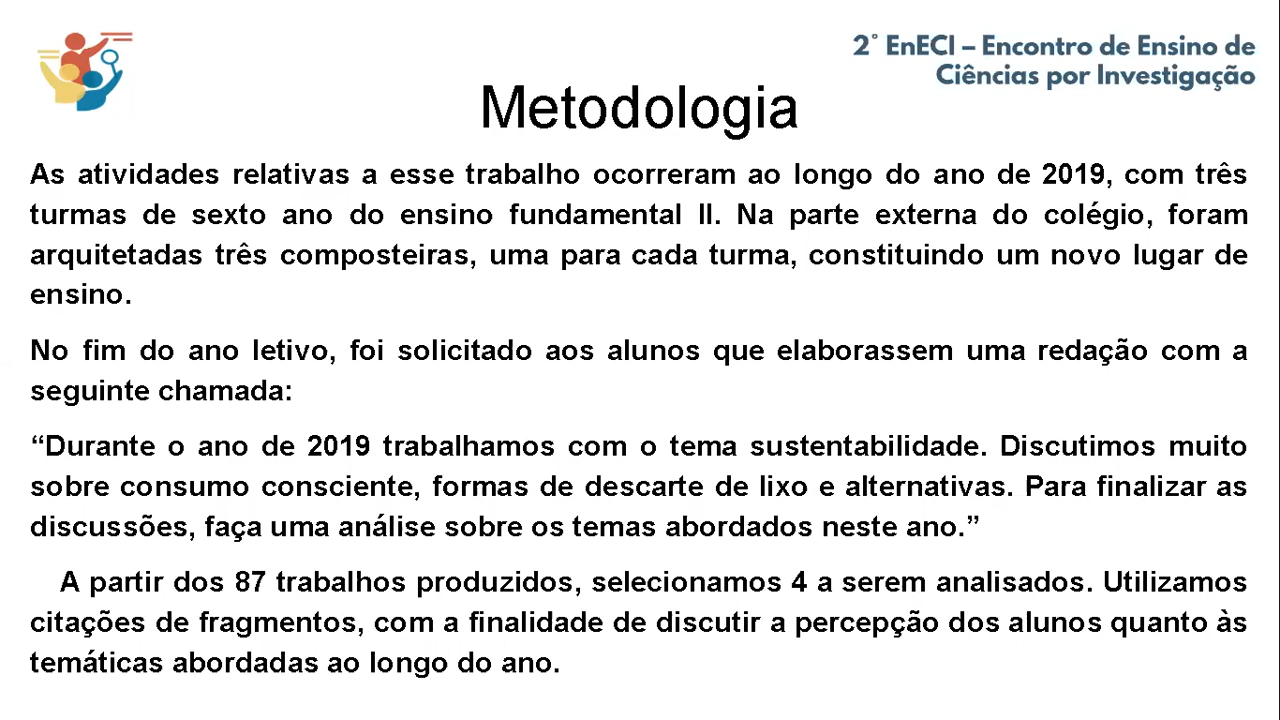 2° EnECI – Encontro de Ensino de
Ciências por Investigação
Metodologia
As atividades relativas a esse trabalho ocorreram ao longo do ano de 2019, com três
turmas de sexto ano do ensino fundamental II. Na parte externa do colégio, foram
arquitetadas três composteiras, uma para cada turma, constituindo um novo lugar de
ensino.
No fim do ano letivo, foi solicitado aos alunos que elaborassem uma redação com a
seguinte chamada:
“Durante o ano de 2019 trabalhamos com o tema sustentabilidade. Discutimos muito
sobre consumo consciente, formas de descarte de lixo e alternativas. Para finalizar as
discussões, faça uma análise sobre os temas abordados neste ano.”
A partir dos 87 trabalhos produzidos, selecionamos 4 a serem analisados. Utilizamos
citações de fragmentos, com a finalidade de discutir a percepção dos alunos quanto às
temáticas abordadas ao longo do ano.